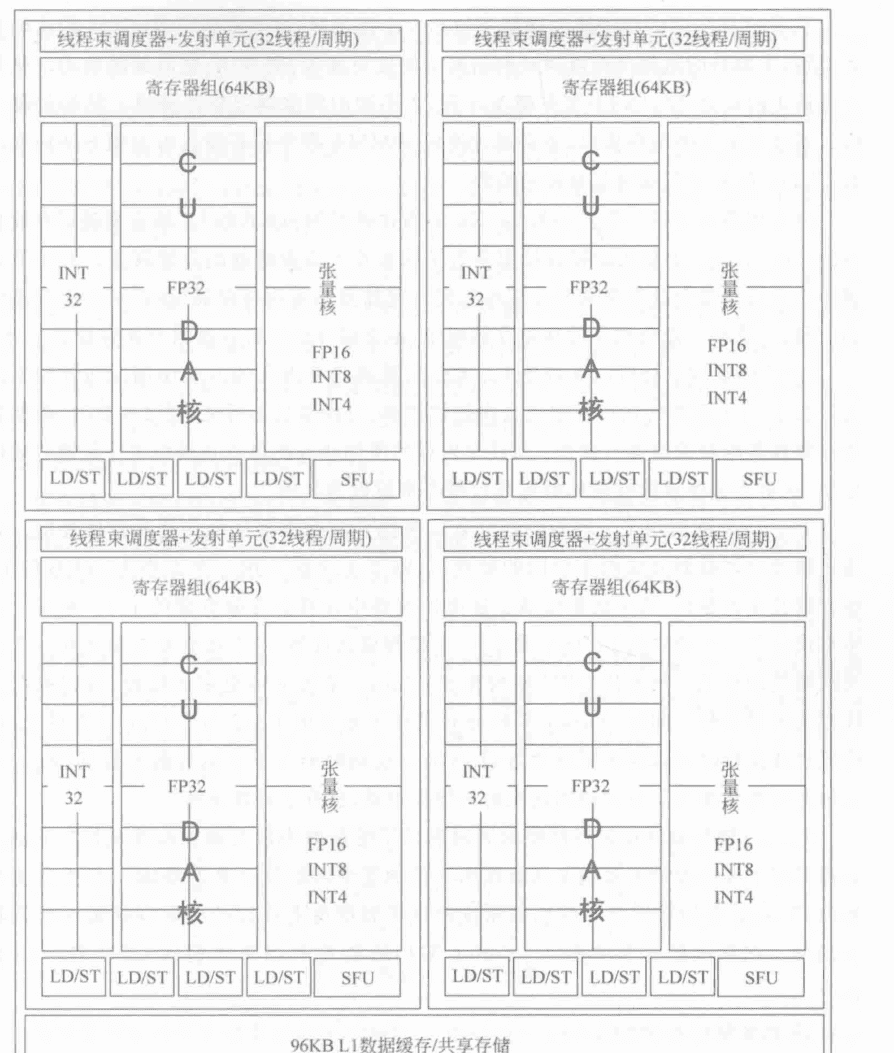 线程束调度器+发射单元(32线程/周期)
寄存器组(64KB)
INT
32
FP32
C
U
D
A
核
张
量
核
FP16
INT8
INT4
LD/ST LD/ST LD/ST LD/ST SFU
线程束调度器+发射单元(32线程/周期)
寄存器组(64KB)
INT
32
FP32
C
U
D
A
核
张
量
核
FP16
INT8
INT4
LD/ST LD/ST LD/ST LD/ST SFU
线程束调度器+发射单元(32线程/周期)
寄存器组(64KB)
INT
32
FP32
C
U
D
A
核
张
量
核
FP16
INT8
INT4
LD/ST LD/ST LD/ST LD/ST SFU
线程束调度器+发射单元(32线程/周期)
寄存器组(64KB)
INT
32
FP32
C
U
D
A
核
张
量
核
FP16
INT8
INT4
LD/ST LD/ST LD/ST LD/ST SFU
96KB L1数据缓存/共享存储